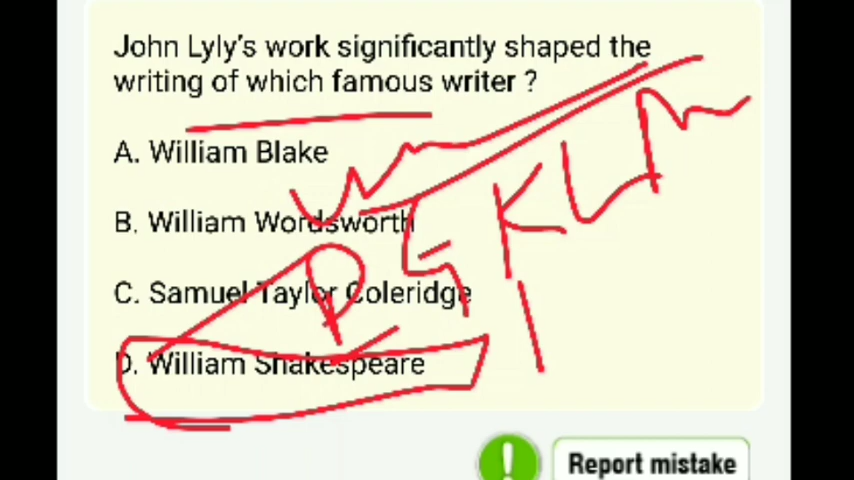 John Lyly's work significantly shaped the
writing of which famous writer ?
A. William Blake
B. William Wordsworth
C. Samuel Taylor Coleridge
D. William Shakespeare
Report mistake